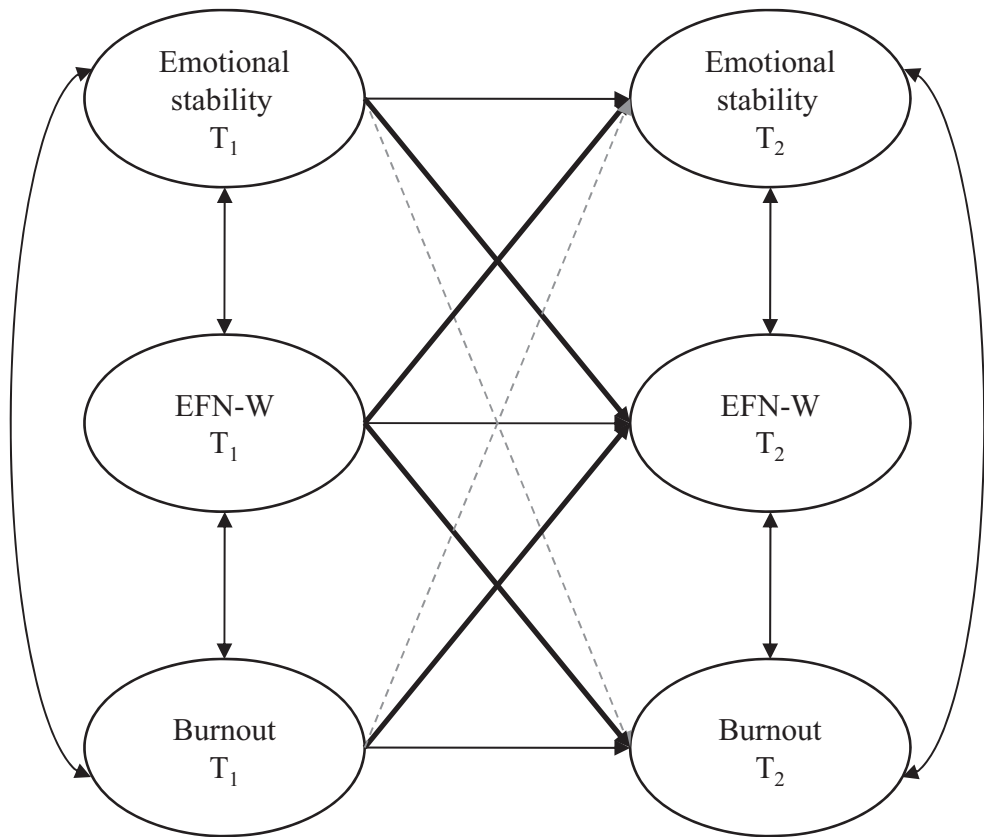 Emotional
stability
T₁
Emotional
stability
T₂
EFN-W
T₁
EFN-W
T₂
Burnout
T₁
Burnout
T₂